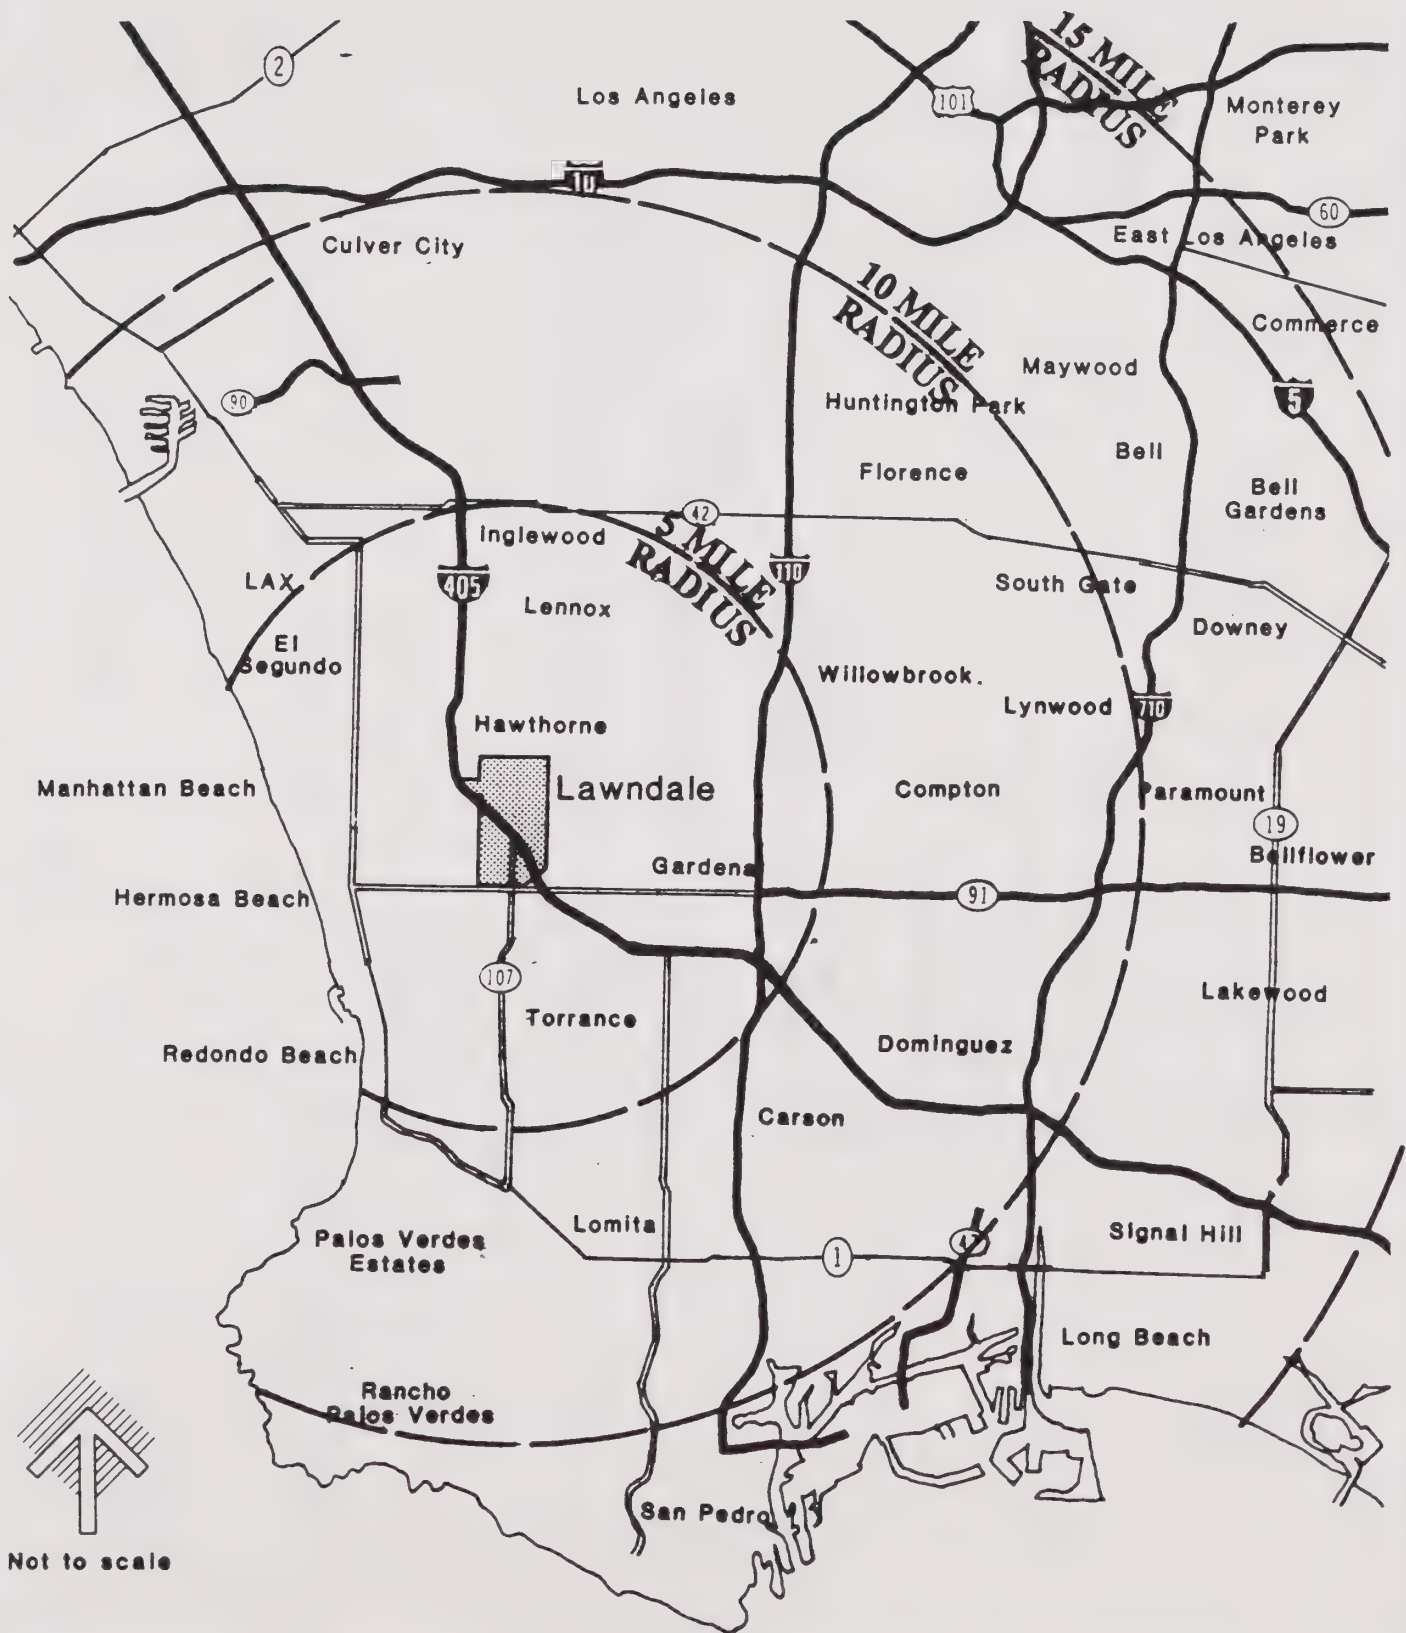 15 MILE
RADIUS
2
Los Angeles
101
Monterey
Park
10
60
Culver City
East Los Angeles
10 MILE
RADIUS
Commerce
Maywood
90
Huntington Park
5
Bell
Florence
Bell
Gardens
42
Inglewood
5 MILE
RADIUS
110
LAX
405
South Gate
Lennox
Downey
El
Segundo
Willowbrook.
Lynwood
710
Hawthorne
Manhattan Beach
Lawndale
Compton
Paramount
19
Gardena
Bellflower
Hermosa Beach
91
107
Lakewood
Torrance
Redondo Beach
Dominguez
Carson
Lomita
Palos Verdes
Estates
47
1
Signal Hill
Long Beach
Rancho
Palos Verdes
San Pedro
Not to scale